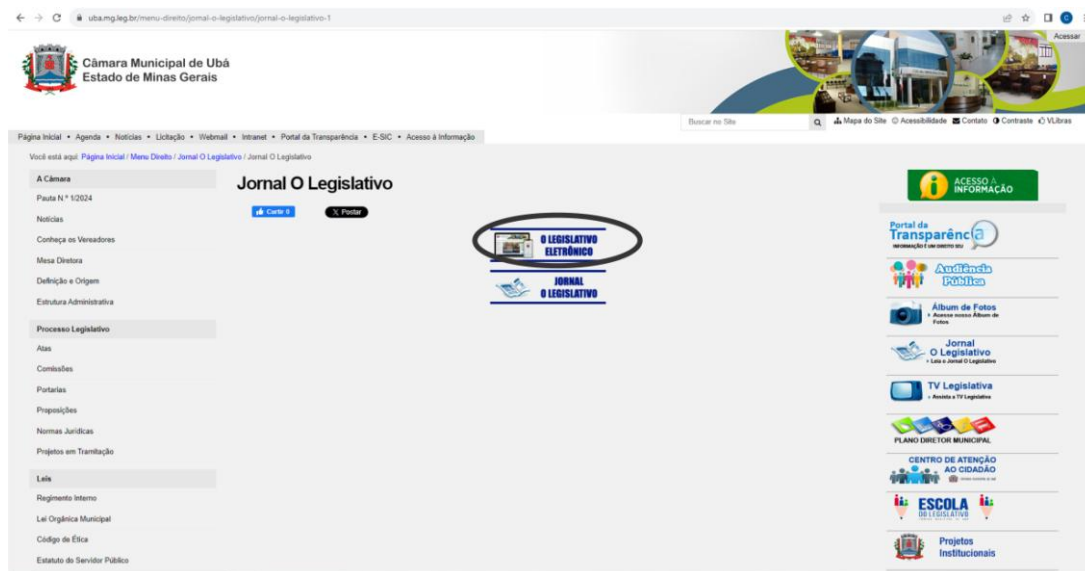 uba.mg.leg.br/menu-direito/jornal-o-legislativo/jornal-o-legislativo-1
Acessar
Câmara Municipal de Ubá
Estado de Minas Gerais
Buscar no Site
Mapa do Site Acessibilidade Contato Contraste VLibras
Página Inicial • Agenda • Notícias • Licitação • Webmail • Intranet • Portal da Transparência • E-SIC • Acesso à Informação
Você está aqui: Página Inicial / Menu Direito / Jornal O Legislativo / Jornal O Legislativo
A Câmara
Pauta N.º 1/2024
Notícias
Conheça os Vereadores
Mesa Diretora
Definição e Origem
Estrutura Administrativa
Processo Legislativo
Atas
Comissões
Portarias
Proposições
Normas Jurídicas
Projetos em Tramitação
Leis
Regimento Interno
Lei Orgânica Municipal
Código de Ética
Estatuto do Servidor Público
Jornal O Legislativo
Curtir 0
X Postar
O LEGISLATIVO
ELETRÔNICO
JORNAL
O LEGISLATIVO
ACESSO À
INFORMAÇÃO
Portal da
Transparência
INFORMAÇÃO É UM DIREITO SEU
Audiência
Pública
Álbum de Fotos
Acesse nosso Álbum de
Fotos
Jornal
O Legislativo
Leia o Jornal O Legislativo
TV Legislativa
Assista a TV Legislativa
PLANO DIRETOR MUNICIPAL
CENTRO DE ATENÇÃO
AO CIDADÃO
ESCOLA
DO LEGISLATIVO
Projetos
Institucionais